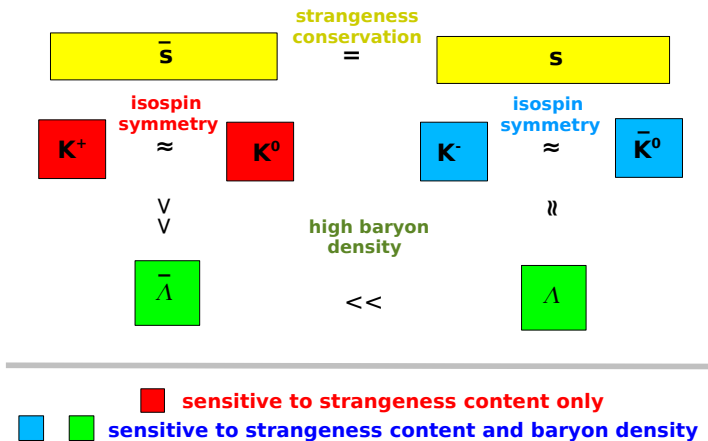 strangeness
conservation
s̄ = s
isospin
symmetry
isospin
symmetry
K⁺ ≈ K⁰
K⁻ ≈ K̄⁰
>>
≈
high baryon
density
Λ̄ << Λ
sensitive to strangeness content only
sensitive to strangeness content and baryon density